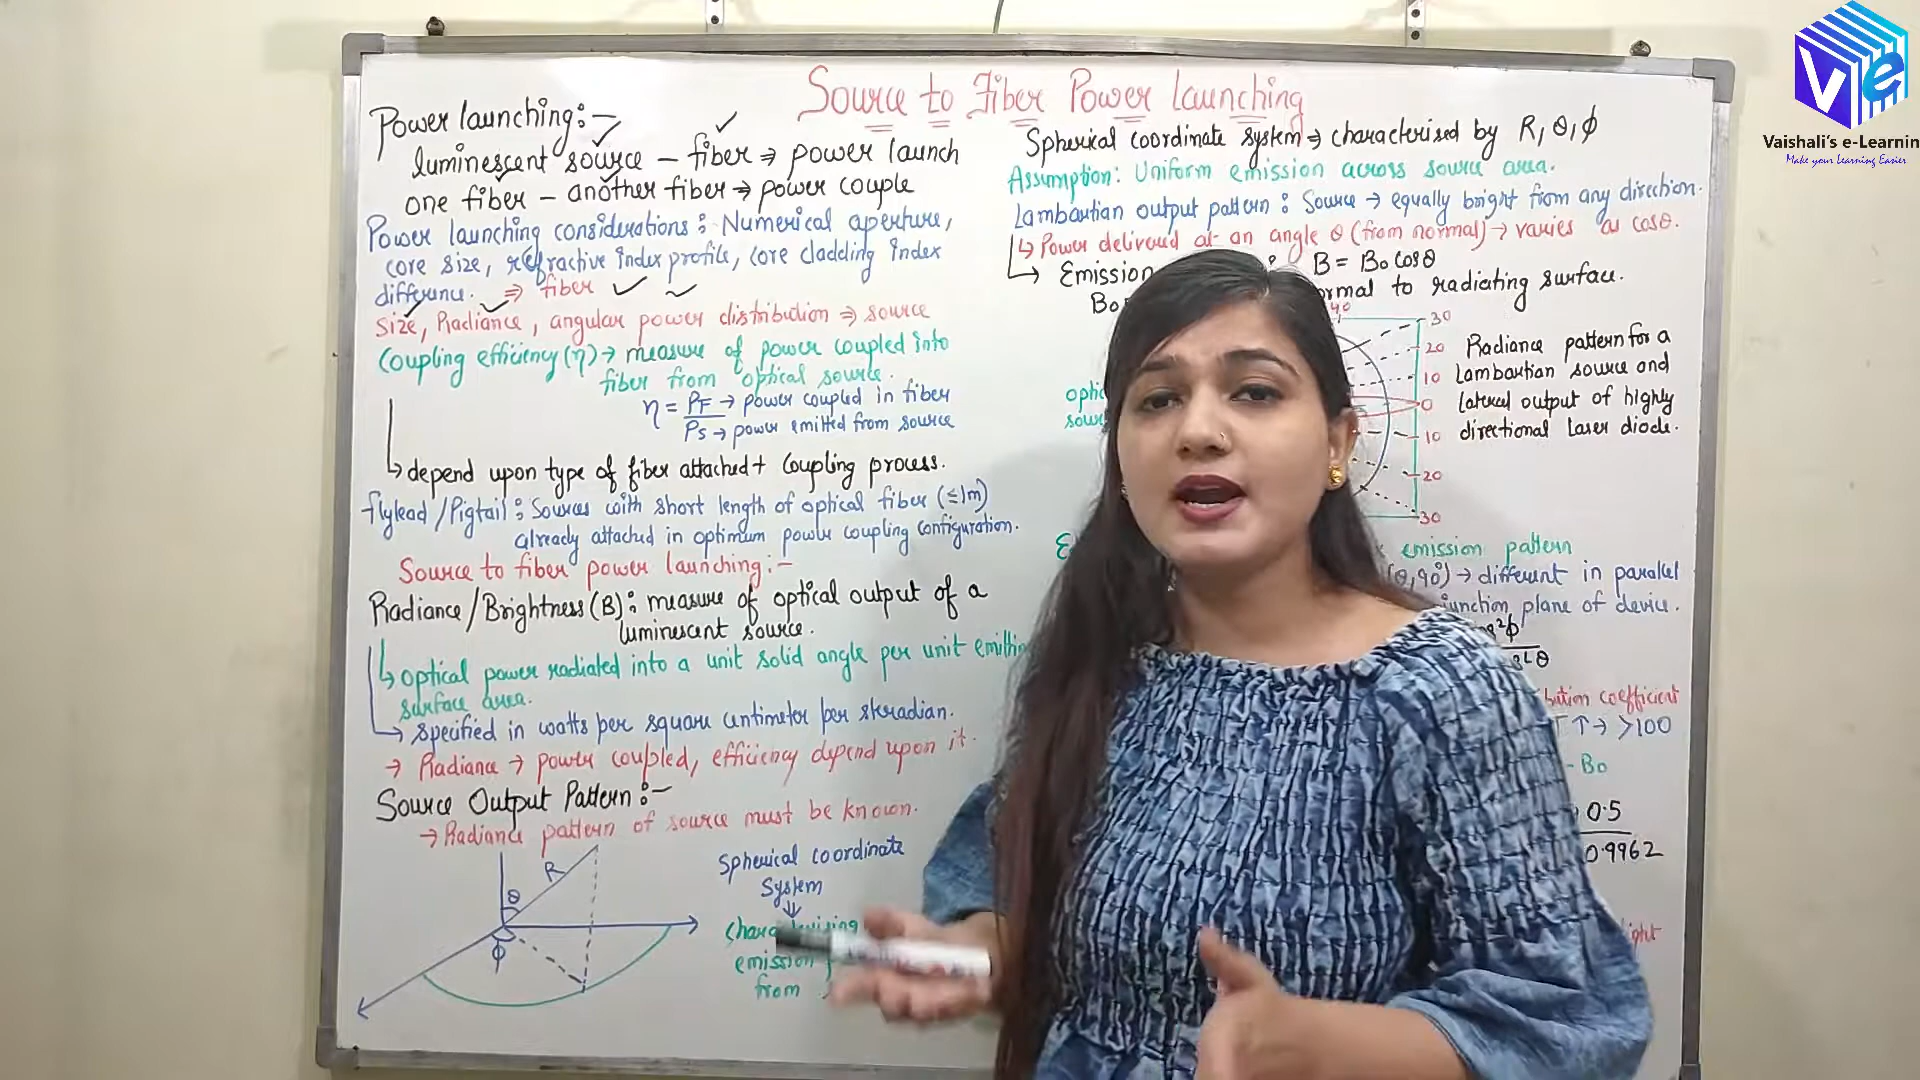 Source to Fiber Power Launching
Power launching:-
luminescent source - fiber ⇒ power launch
one fiber - another fiber → power couple
Power launching considerations: Numerical aperture,
core size, refractive index profile, core cladding index
difference. ⇒ fiber
size, Radiance, angular power distribution ⇒ source
Coupling efficiency (η) → measure of power coupled into
fiber from optical source.
η = PF → power coupled in fiber
PS → power emitted from source
depend upon type of fiber attached + coupling process.
flylead/Pigtail: Sources with short length of optical fiber (≤1m)
already attached in optimum power coupling configuration.
Source to fiber power launching:-
Radiance/Brightness (B): measure of optical output of a
luminescent source.
optical power radiated into a unit solid angle per unit
surface area.
specified in watts per square centimeter per steradian.
→ Radiance → power coupled, efficiency depend upon it.
Source Output Pattern:-
→ Radiance pattern of source must be known.
R
θ
φ
Spherical coordinate
System
emission
from
Spherical coordinate system ⇒ characterised by R, θ, φ
Assumption: Uniform emission across source area.
Lambartian output pattern: Source → equally bright from any direction.
Power delivered at an angle θ (from normal) → varies as cosθ.
Emission B = B0 cosθ
B0 to radiating surface.
40
30
20
10
0
10
20
30
Radiance pattern for a
Lambartian source and
lateral output of highly
directional laser diode.
emission pattern
(θ,90°) → different in parallel
junction plane of device.
coefficient
↑ → >100
- B0
0.5
0.9962
Vaishali's e-Learnin
Make your Learning Easier